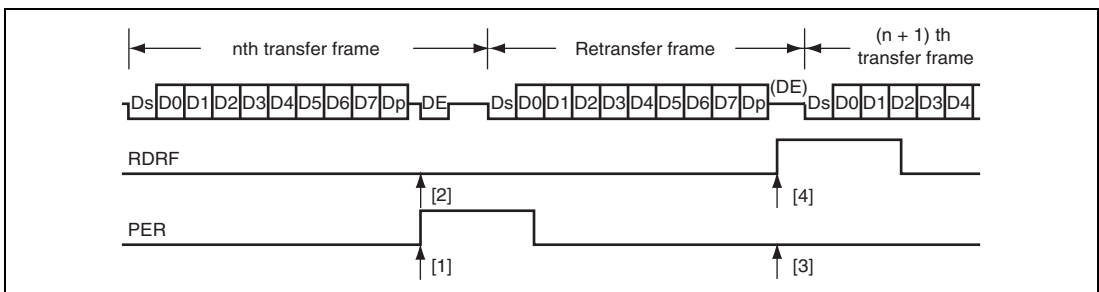 nth transfer frame Retransfer frame (n + 1) th
transfer frame
Ds D0 D1 D2 D3 D4 D5 D6 D7 Dp DE Ds D0 D1 D2 D3 D4 D5 D6 D7 Dp (DE) Ds D0 D1 D2 D3 D4
RDRF
[2] [4]
PER
[1] [3]